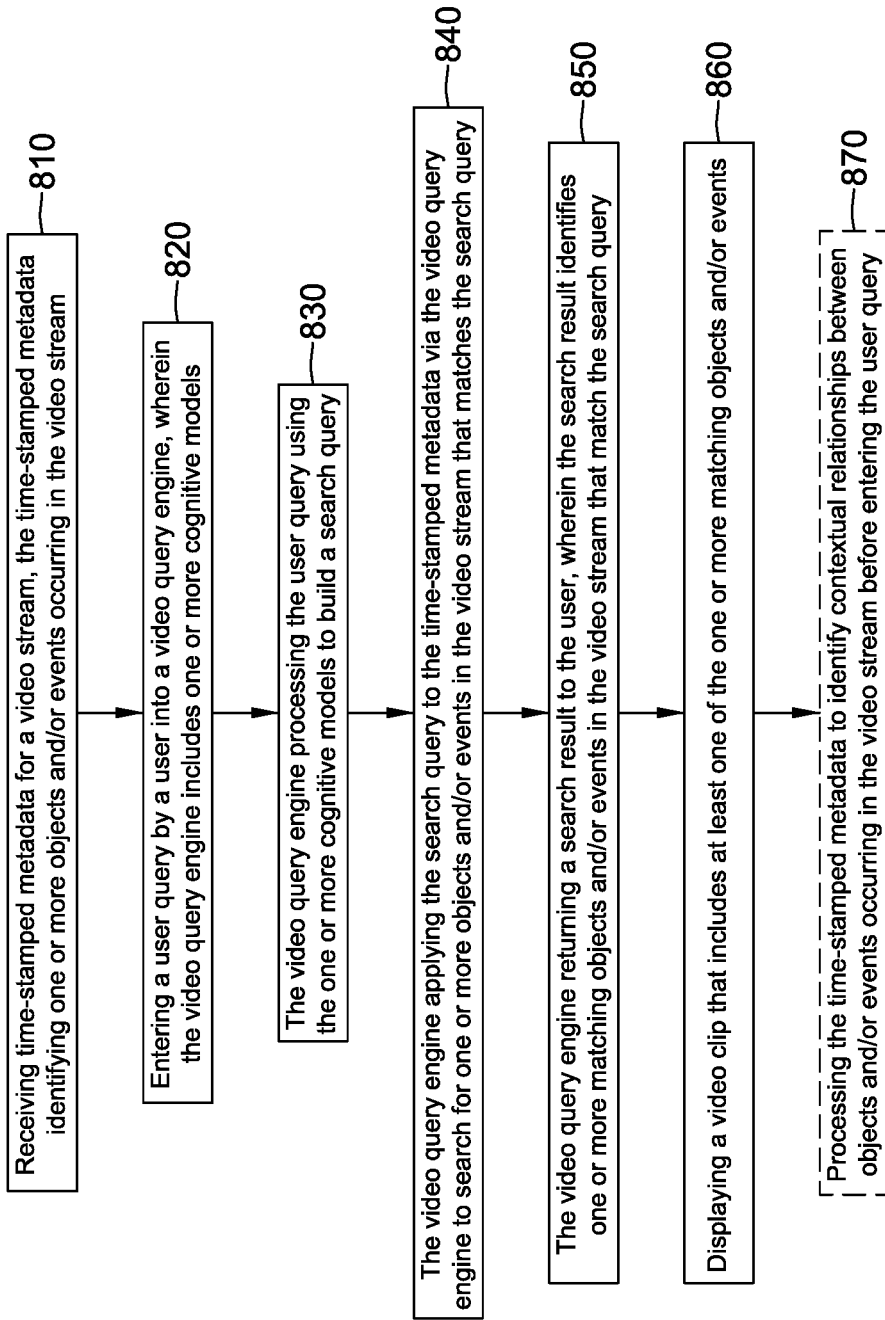 Receiving time-stamped metadata for a video stream, the time-stamped metadata
identifying one or more objects and/or events occurring in the video stream
810
Entering a user query by a user into a video query engine, wherein
the video query engine includes one or more cognitive models
820
The video query engine processing the user query using
the one or more cognitive models to build a search query
830
The video query engine applying the search query to the time-stamped metadata via the video query
engine to search for one or more objects and/or events in the video stream that matches the search query
840
The video query engine returning a search result to the user, wherein the search result identifies
one or more matching objects and/or events in the video stream that match the search query
850
Displaying a video clip that includes at least one of the one or more matching objects and/or events
860
Processing the time-stamped metadata to identify contextual relationships between
objects and/or events occurring in the video stream before entering the user query
870